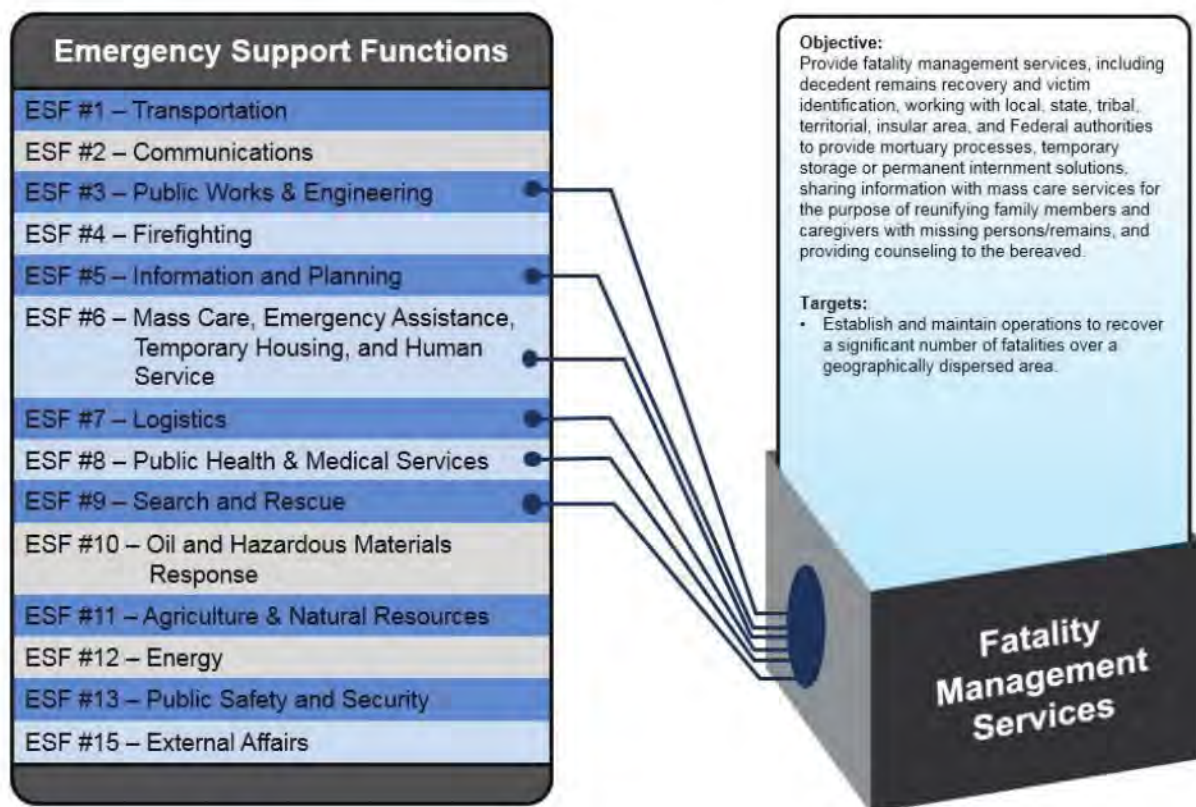 Emergency Support Functions
ESF #1 – Transportation
ESF #2 – Communications
ESF #3 – Public Works & Engineering
ESF #4 – Firefighting
ESF #5 – Information and Planning
ESF #6 – Mass Care, Emergency Assistance,
Temporary Housing, and Human
Service
ESF #7 – Logistics
ESF #8 – Public Health & Medical Services
ESF #9 – Search and Rescue
ESF #10 – Oil and Hazardous Materials
Response
ESF #11 – Agriculture & Natural Resources
ESF #12 – Energy
ESF #13 – Public Safety and Security
ESF #15 – External Affairs
Objective:
Provide fatality management services, including
decedent remains recovery and victim
identification, working with local, state, tribal,
territorial, insular area, and Federal authorities
to provide mortuary processes, temporary
storage or permanent internment solutions,
sharing information with mass care services for
the purpose of reunifying family members and
caregivers with missing persons/remains, and
providing counseling to the bereaved.
Targets:
• Establish and maintain operations to recover
a significant number of fatalities over a
geographically dispersed area.
Fatality
Management
Services